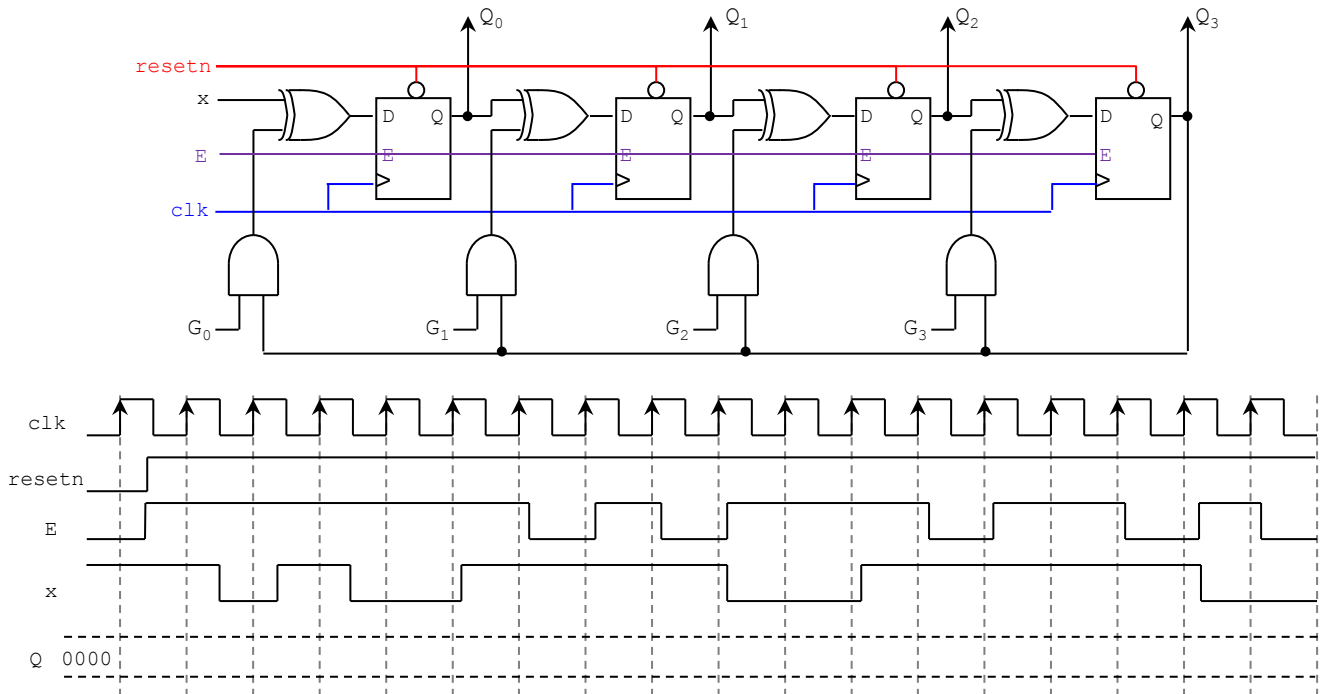 Q0 Q1 Q2 Q3
resetn
x
D Q D Q D Q D Q
E E E E E
clk
G0 G1 G2 G3
clk
resetn
E
x
Q 0000